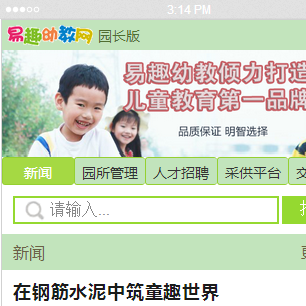 3:14 PM
易趣幼教网 园长版
易趣幼教倾力打造
儿童教育第一品牌
品质保证 明智选择
新闻 园所管理 人才招聘 采供平台
请输入...
新闻
在钢筋水泥中筑童趣世界